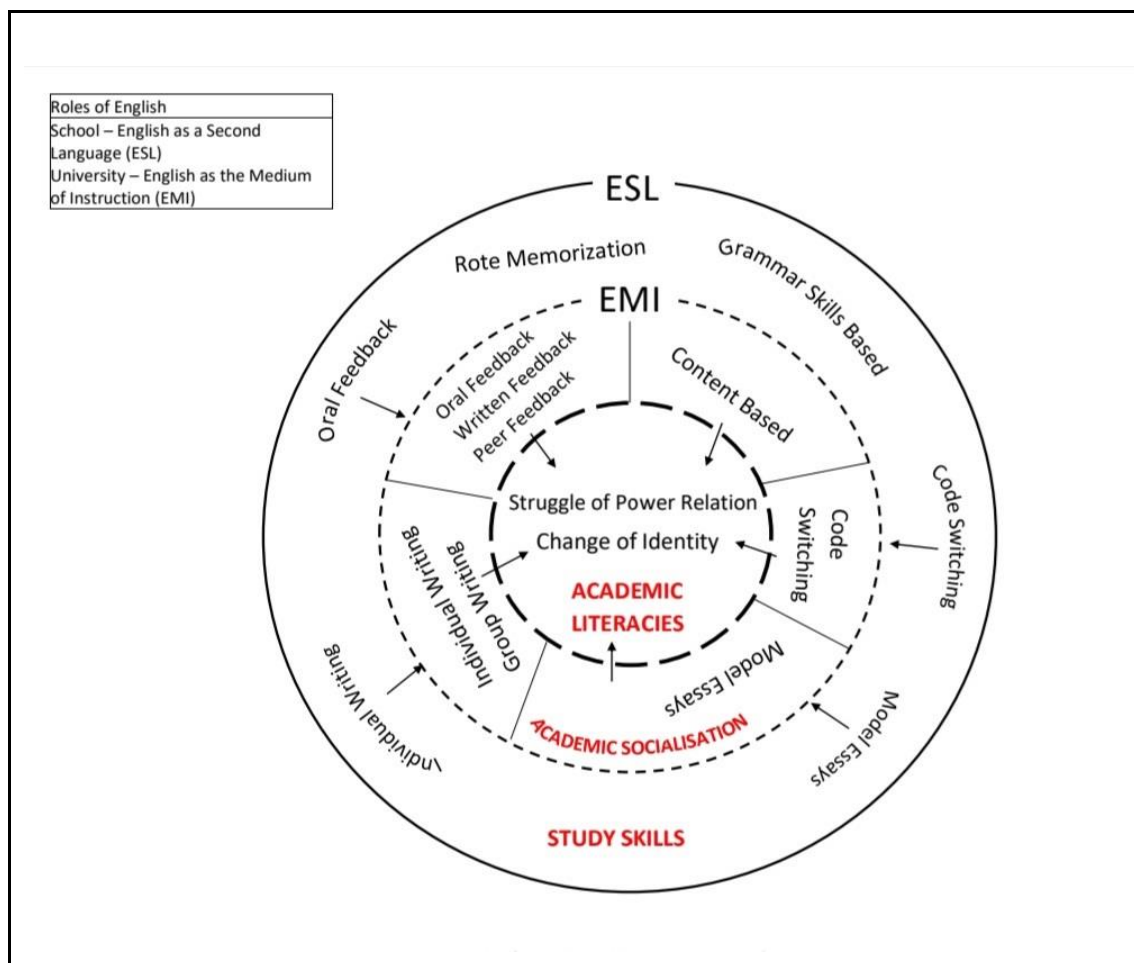 Roles of English
School – English as a Second
Language (ESL)
University – English as the Medium
of Instruction (EMI)
ESL
Rote Memorization
Grammar Skills Based
EMI
Oral Feedback
Oral Feedback
Written Feedback
Peer Feedback
Content Based
Struggle of Power Relation
Change of Identity
ACADEMIC
LITERACIES
Code
Switching
Code Switching
Individual Writing
Group Writing
Individual Writing
Model Essays
ACADEMIC SOCIALISATION
Model Essays
STUDY SKILLS